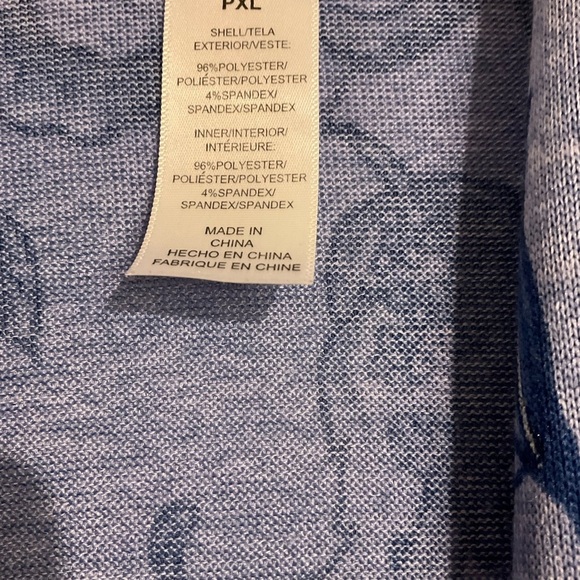 PXL
SHELL/TELA
EXTERIOR/VESTE:
96%POLYESTER/
POLIÉSTER/POLYESTER
4%SPANDEX/
SPANDEX/SPANDEX
INNER/INTERIOR/
INTÉRIEURE:
96%POLYESTER/
POLIÉSTER/POLYESTER
4%SPANDEX/
SPANDEX/SPANDEX
MADE IN
CHINA
HECHO EN CHINA
FABRIQUE EN CHINE